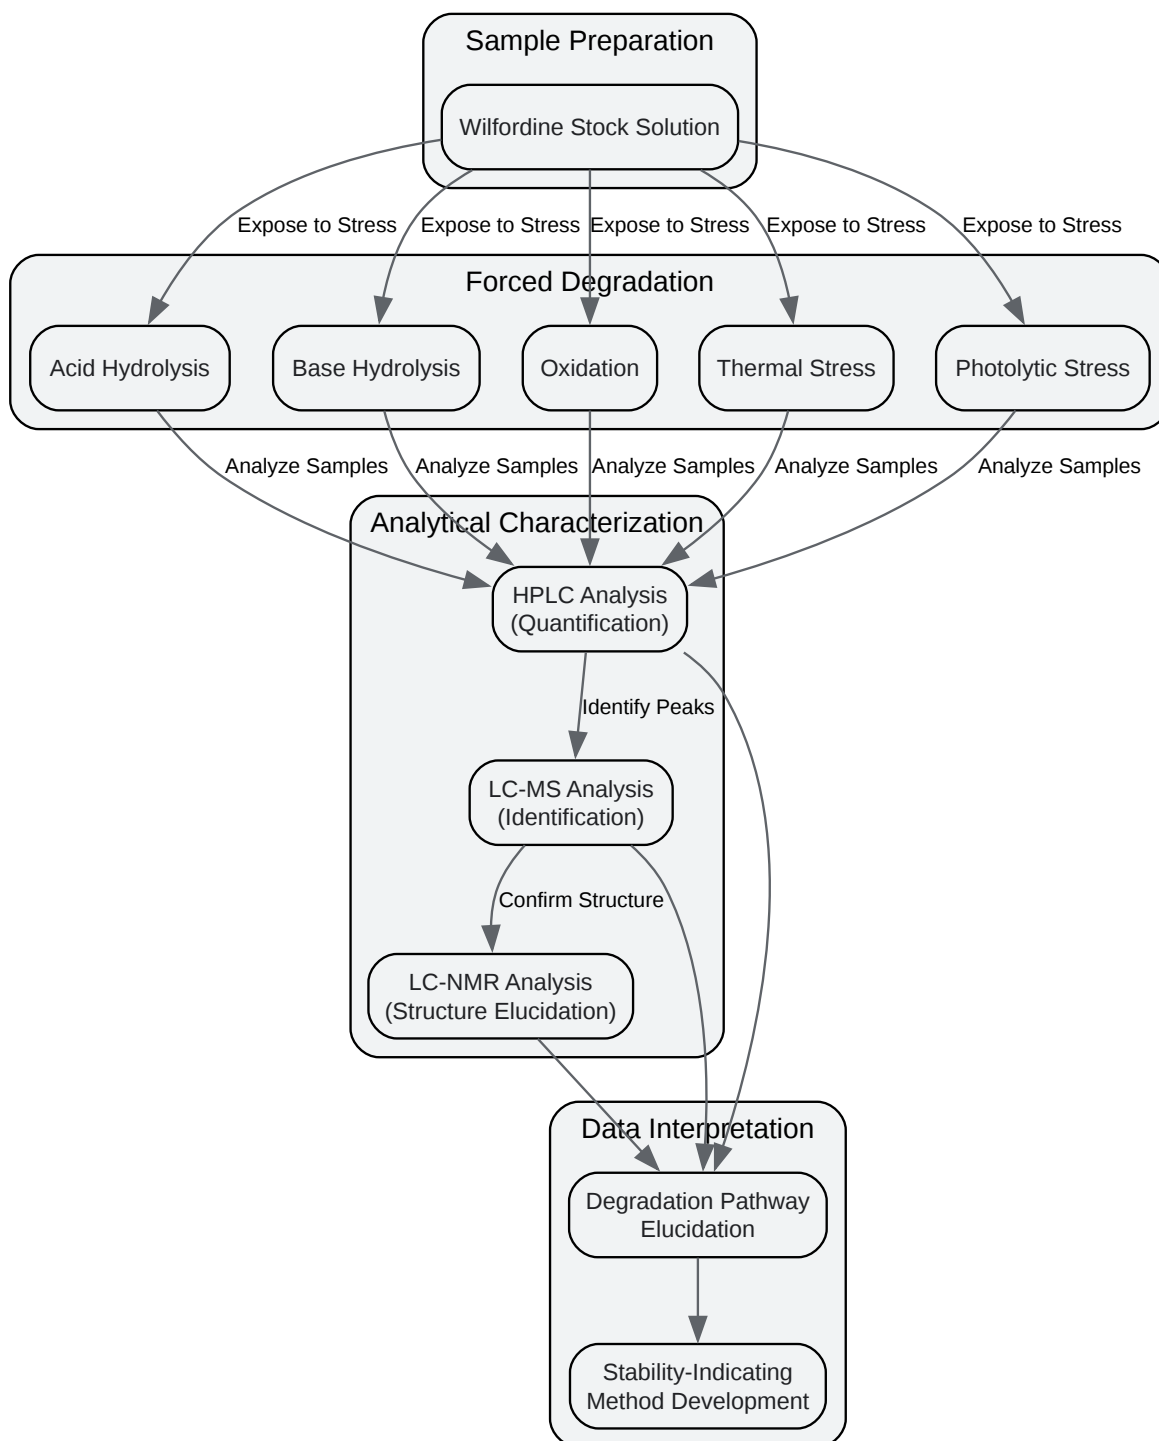 Sample Preparation
Wilfordine Stock Solution
Expose to Stress
Expose to Stress
Expose to Stress
Expose to Stress
Expose to Stress
Forced Degradation
Acid Hydrolysis
Base Hydrolysis
Oxidation
Thermal Stress
Photolytic Stress
Analyze Samples
Analyze Samples
Analyze Samples
Analyze Samples
Analyze Samples
Analytical Characterization
HPLC Analysis
(Quantification)
Identify Peaks
LC-MS Analysis
(Identification)
Confirm Structure
LC-NMR Analysis
(Structure Elucidation)
Data Interpretation
Degradation Pathway
Elucidation
Stability-Indicating
Method Development